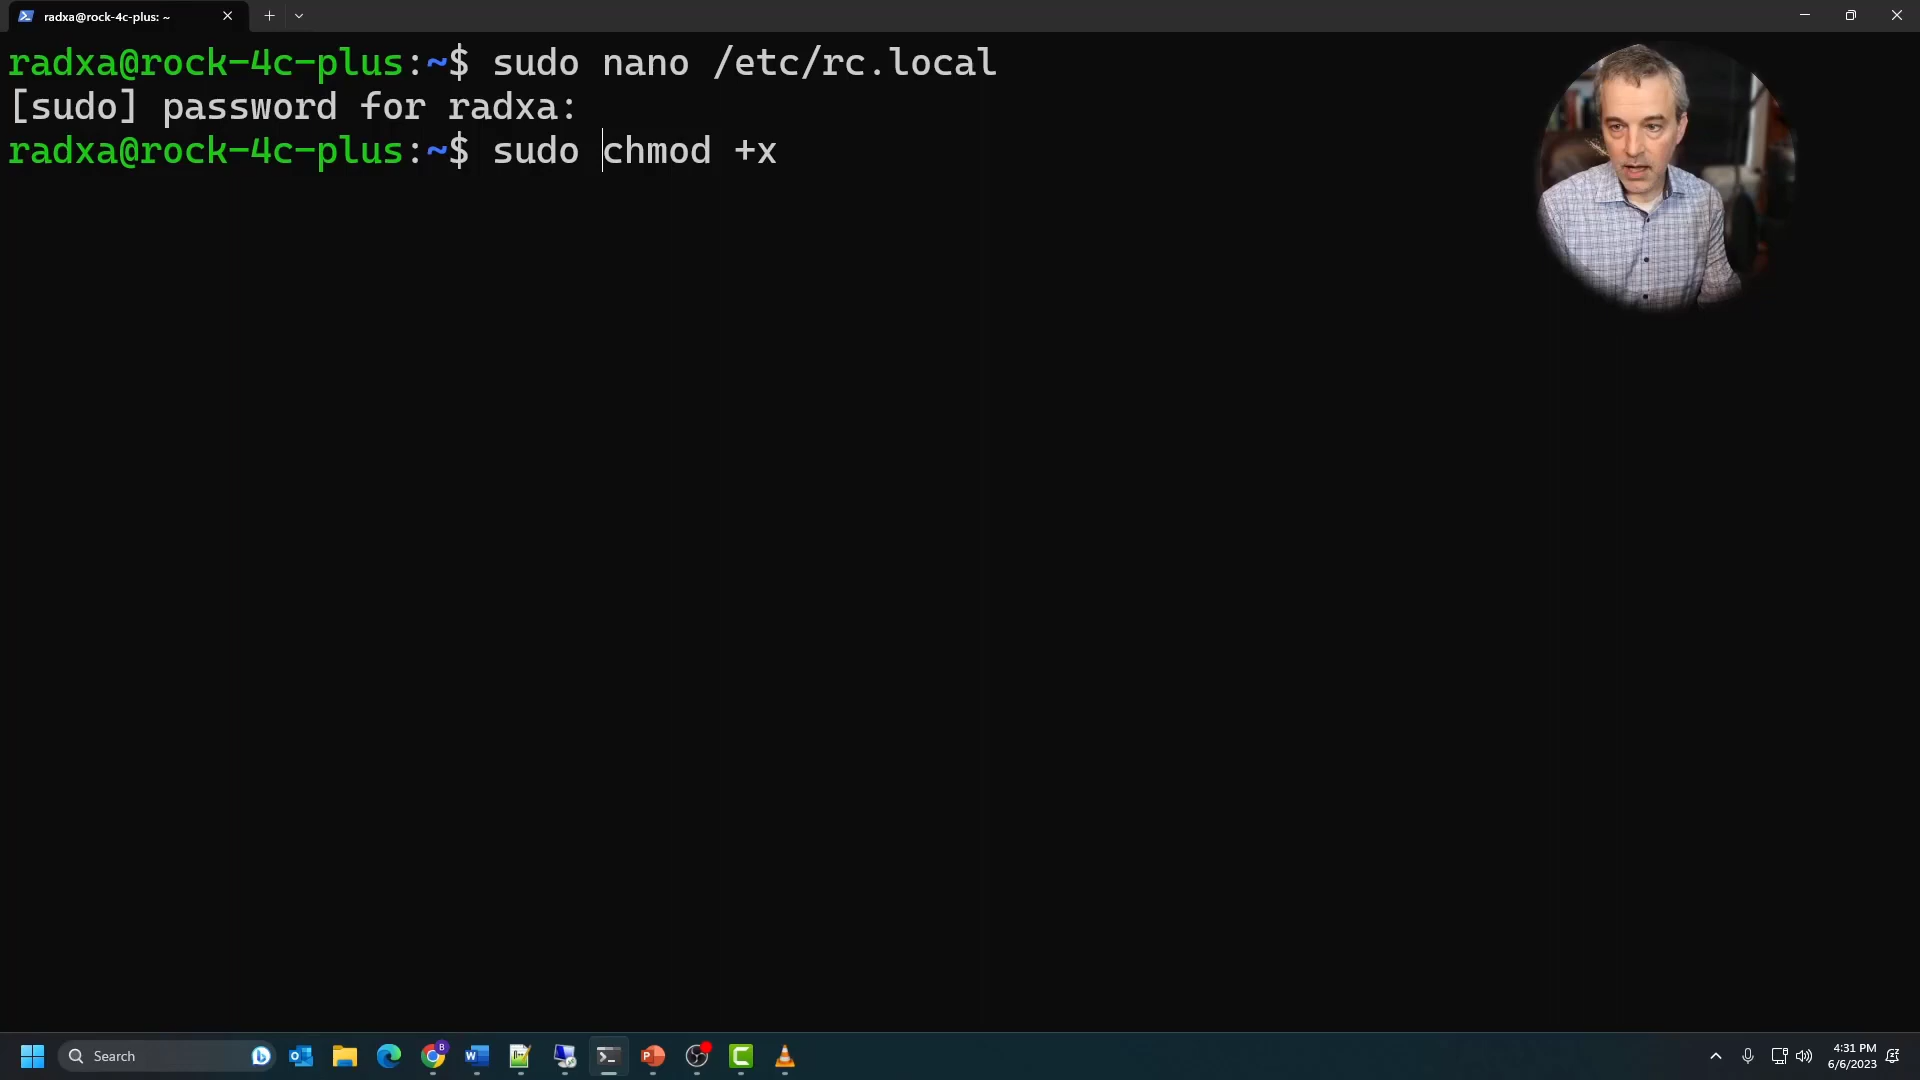 radxa@rock-4c-plus: ~
radxa@rock-4c-plus:~$ sudo nano /etc/rc.local
[sudo] password for radxa:
radxa@rock-4c-plus:~$ sudo chmod +x
Search
4:31 PM
6/6/2023